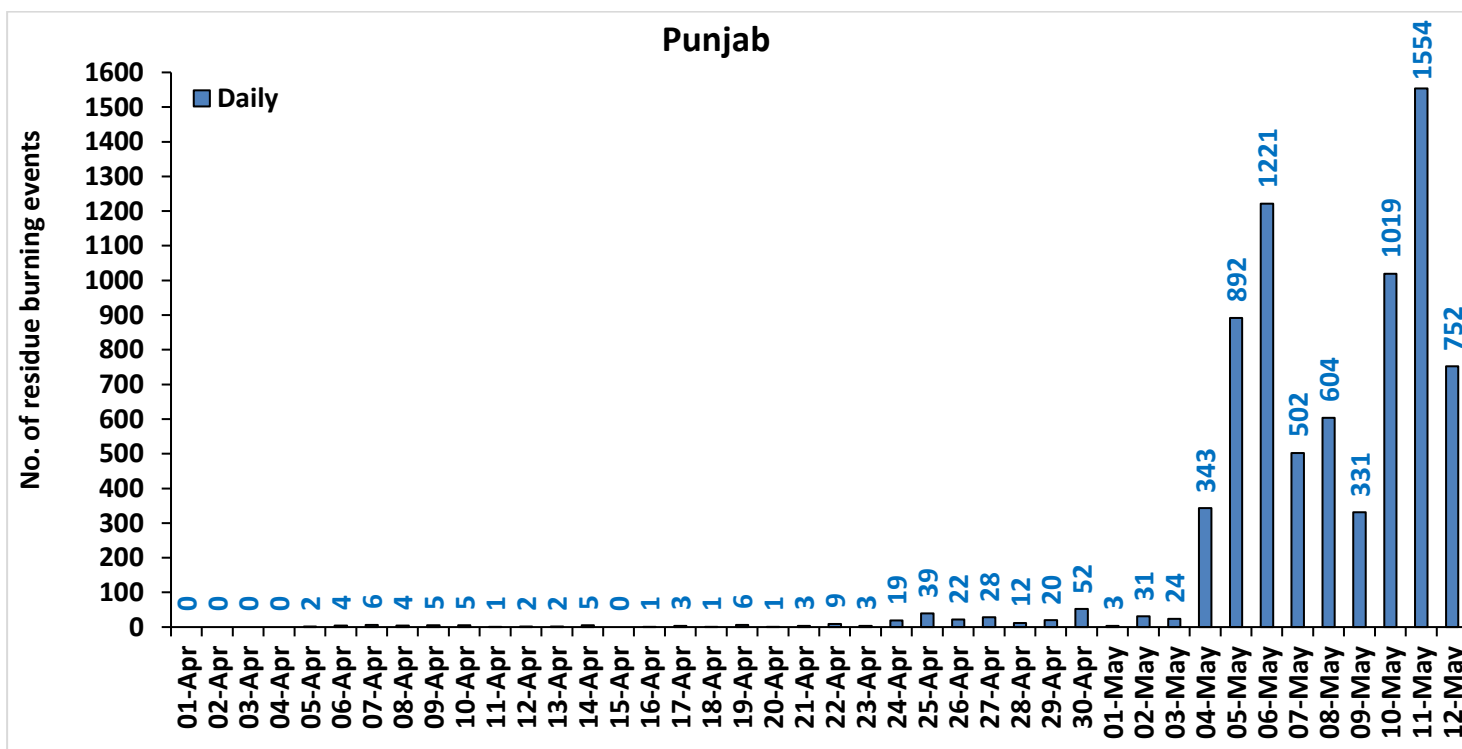 Punjab
Daily
No. of residue burning events
1600
1500
1400
1300
1200
1100
1000
900
800
700
600
500
400
300
200
100
0
0 0 0 0 2 4 6 4 5 5 1 2 2 5 0 1 3 1 6 1 3 9 3 19 39 22 28 12 20 52 3 31 24 343 892 1221 502 604 331 1019 1554 752
01-Apr
02-Apr
03-Apr
04-Apr
05-Apr
06-Apr
07-Apr
08-Apr
09-Apr
10-Apr
11-Apr
12-Apr
13-Apr
14-Apr
15-Apr
16-Apr
17-Apr
18-Apr
19-Apr
20-Apr
21-Apr
22-Apr
23-Apr
24-Apr
25-Apr
26-Apr
27-Apr
28-Apr
29-Apr
30-Apr
01-May
02-May
03-May
04-May
05-May
06-May
07-May
08-May
09-May
10-May
11-May
12-May